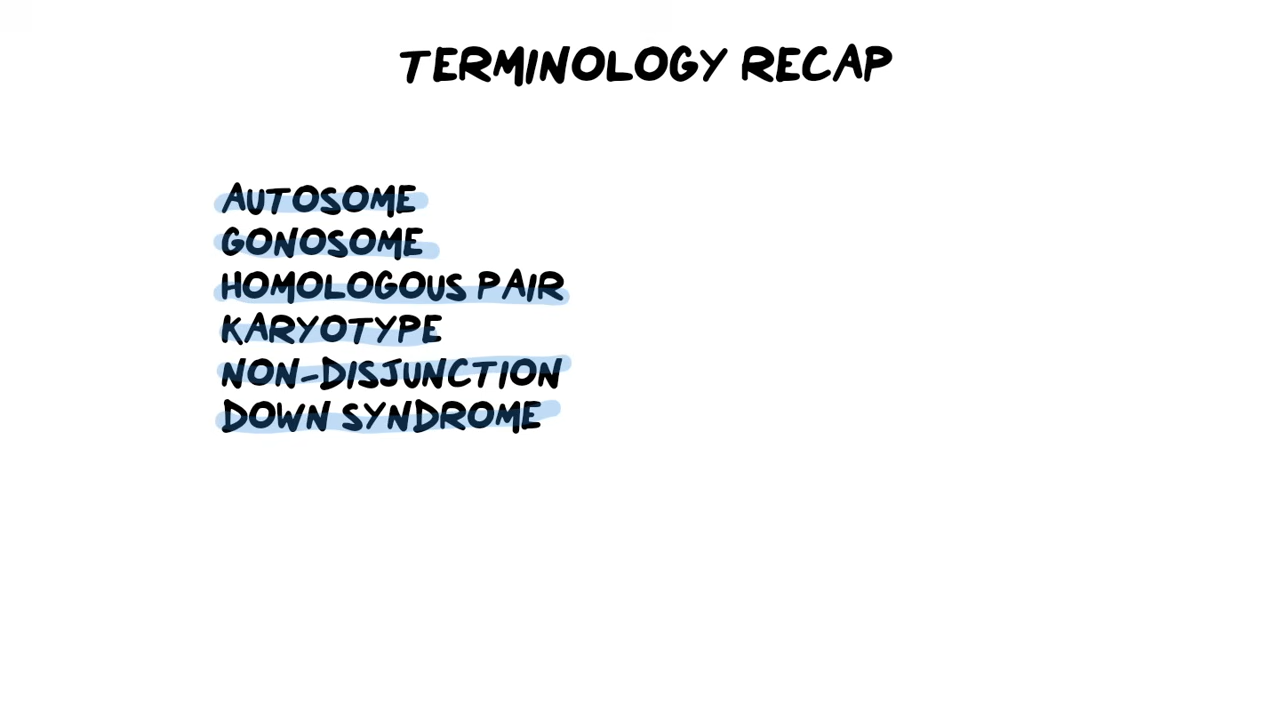 TERMINOLOGY RECAP
AUTOSOME
GONOSOME
HOMOLOGOUS PAIR
KARYOTYPE
NON-DISJUNCTION
DOWN SYNDROME